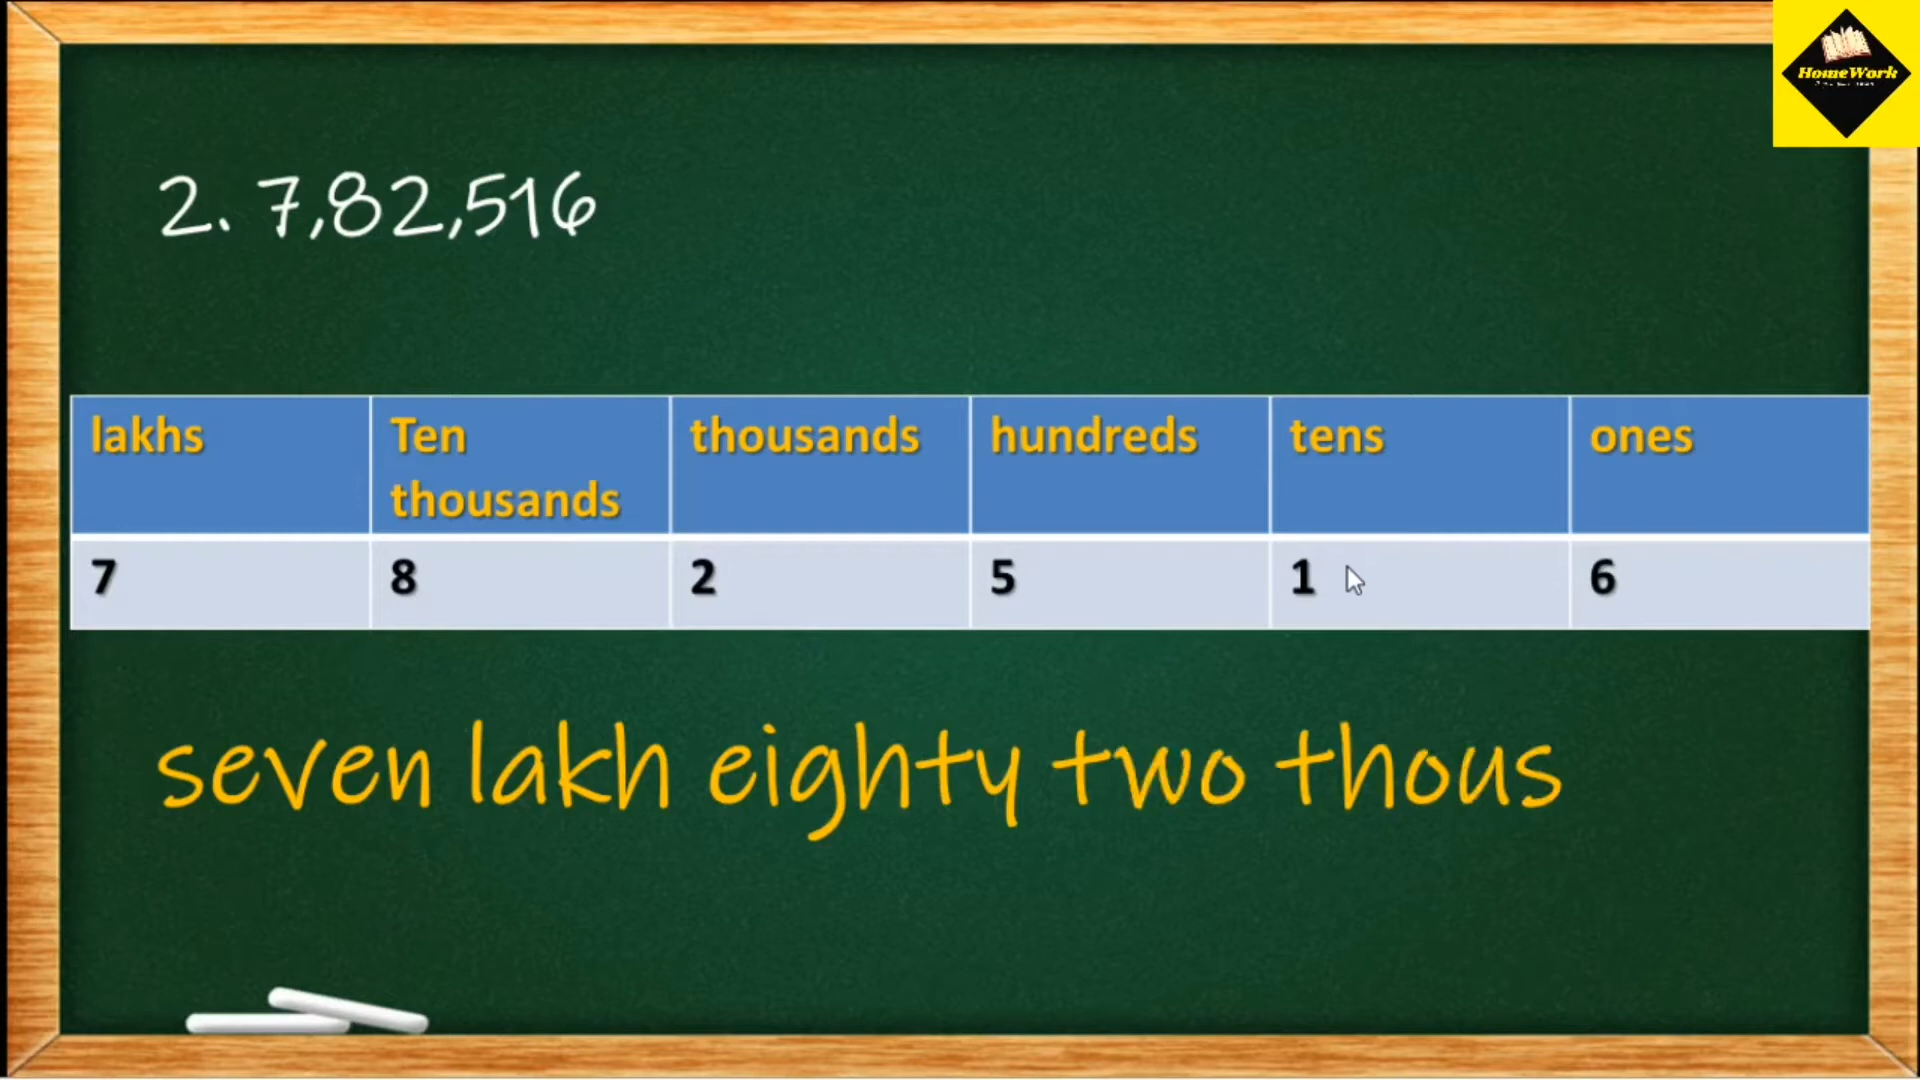 HomeWork
2. 7,82,516
lakhs Ten thousands thousands hundreds tens ones
7 8 2 5 1 6
seven lakh eighty two thous